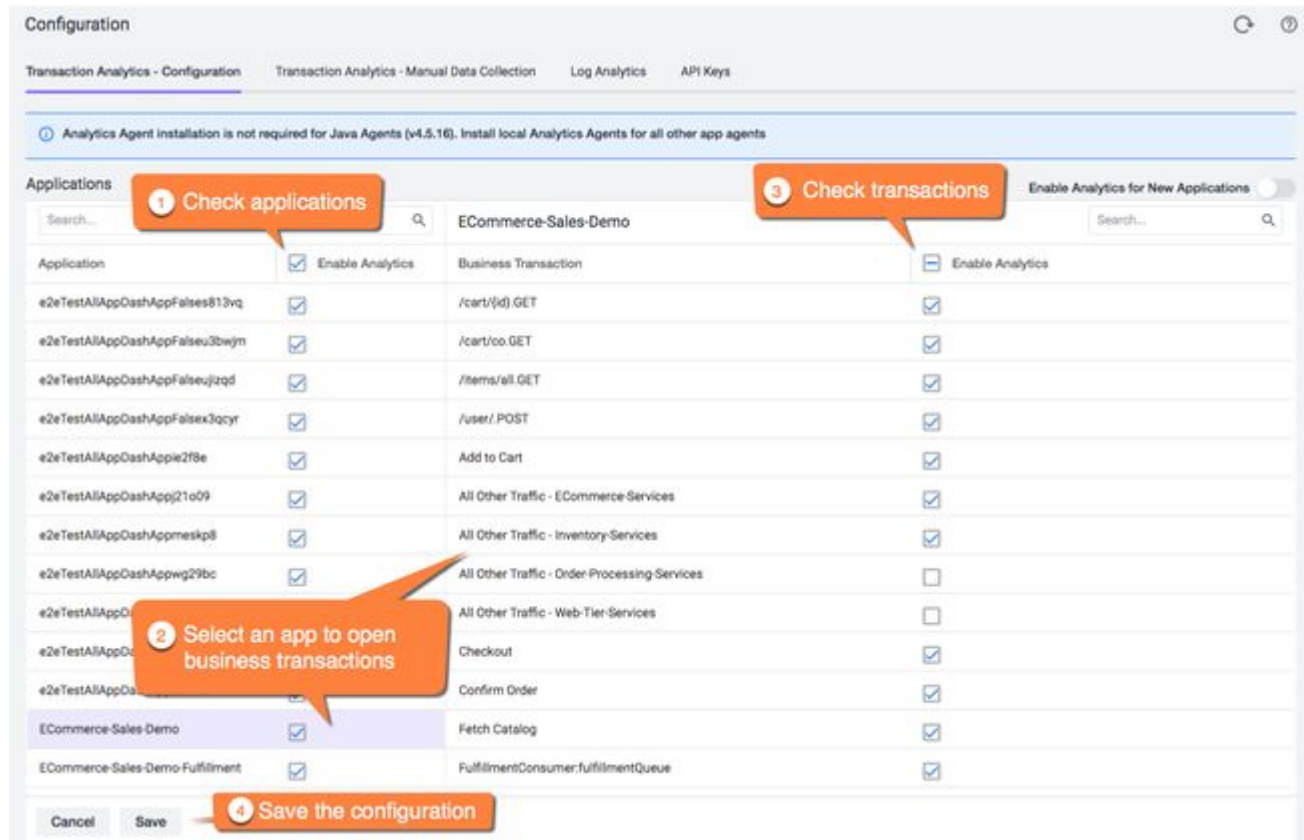 Configuration
Transaction Analytics - Configuration
Transaction Analytics - Manual Data Collection
Log Analytics
API Keys
Analytics Agent installation is not required for Java Agents (v4.5.16). Install local Analytics Agents for all other app agents
Applications
1 Check applications
3 Check transactions
Enable Analytics for New Applications
Search...
ECommerce-Sales-Demo
Search...
Application
Enable Analytics
Business Transaction
Enable Analytics
e2eTestAllAppDashAppFalses813vq
/cart/{id}.GET
e2eTestAllAppDashAppFalseu3bwjm
/cart/co.GET
e2eTestAllAppDashAppFalseujizqd
/items/all.GET
e2eTestAllAppDashAppFalsex3qcyr
/user/.POST
e2eTestAllAppDashAppie2f8e
Add to Cart
e2eTestAllAppDashAppj21o09
All Other Traffic - ECommerce-Services
e2eTestAllAppDashAppmeskp8
All Other Traffic - Inventory-Services
e2eTestAllAppDashAppwg29bc
All Other Traffic - Order-Processing-Services
e2eTestAllAppD
All Other Traffic - Web-Tier-Services
2 Select an app to open
business transactions
e2eTestAllAppDa
Checkout
e2eTestAllAppDa
Confirm Order
ECommerce-Sales-Demo
Fetch Catalog
ECommerce-Sales-Demo-Fulfillment
FulfillmentConsumer:fulfillmentQueue
Cancel
Save
4 Save the configuration